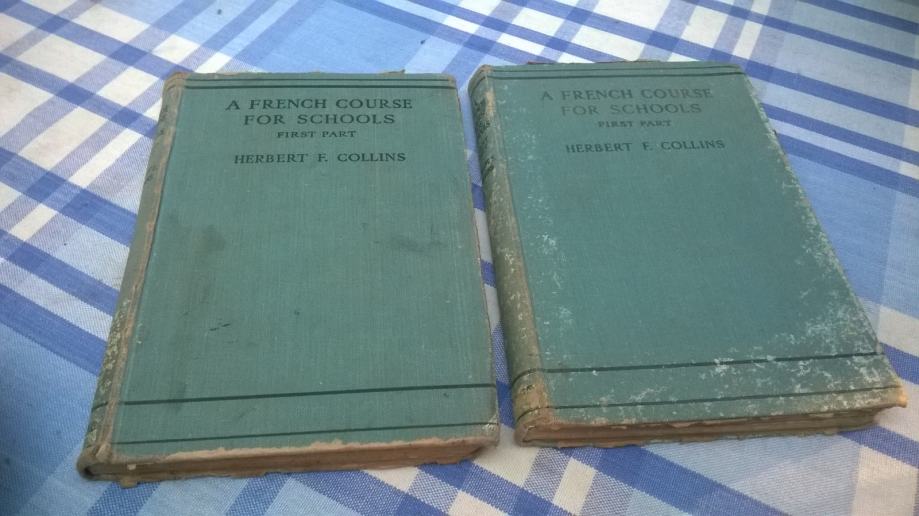 A FRENCH COURSE
FOR SCHOOLS
FIRST PART
HERBERT F. COLLINS
A FRENCH COURSE
FOR SCHOOLS
FIRST PART
HERBERT F. COLLINS